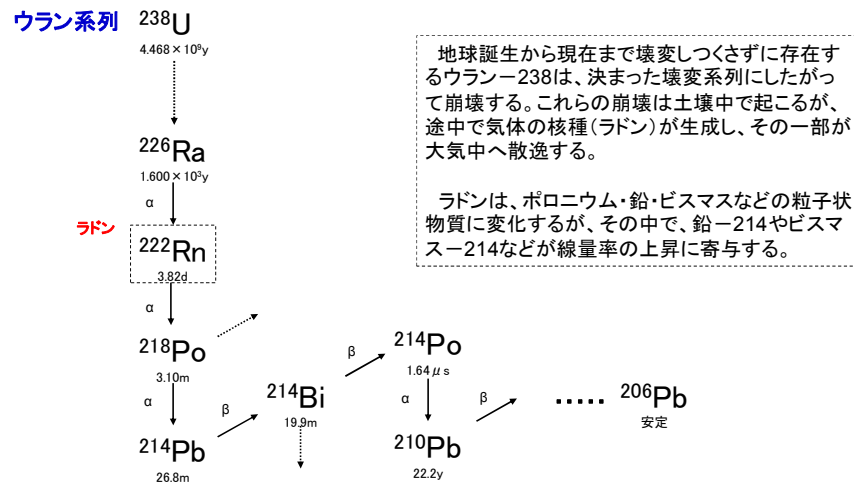 ウラン系列
²³⁸U
4.468×10⁹y
地球誕生から現在まで壊変しつくさずに存在す
るウラン－238は、決まった壊変系列にしたがっ
て崩壊する。これらの崩壊は土壌中で起こるが、
途中で気体の核種（ラドン）が生成し、その一部が
大気中へ散逸する。
ラドンは、ポロニウム・鉛・ビスマスなどの粒子状
物質に変化するが、その中で、鉛－214やビスマ
ス－214などが線量率の上昇に寄与する。
²²⁶Ra
1.600×10³y
α
ラドン
²²²Rn
3.82d
α
²¹⁸Po
3.10m
α
²¹⁴Pb
26.8m
β
²¹⁴Bi
19.9m
β
²¹⁴Po
1.64μs
α
²¹⁰Pb
22.2y
β
‥‥‥
²⁰⁶Pb
安定